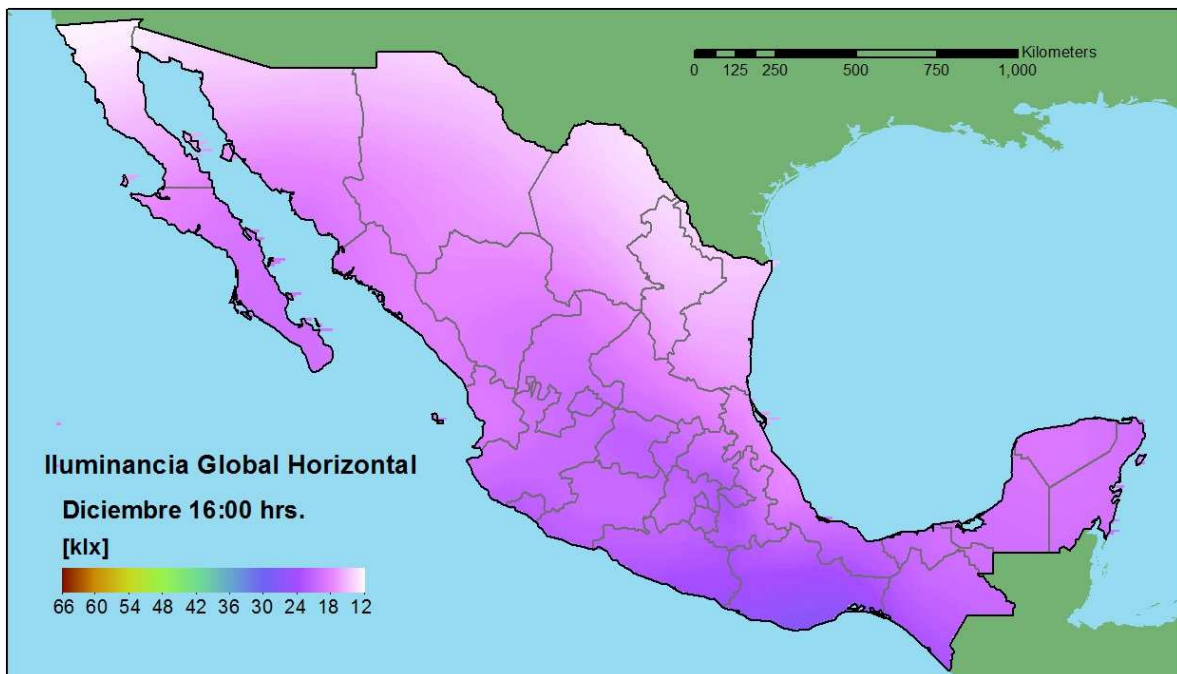 Kilometers
0 125 250 500 750 1,000
Iluminancia Global Horizontal
Diciembre 16:00 hrs.
[klx]
66 60 54 48 42 36 30 24 18 12